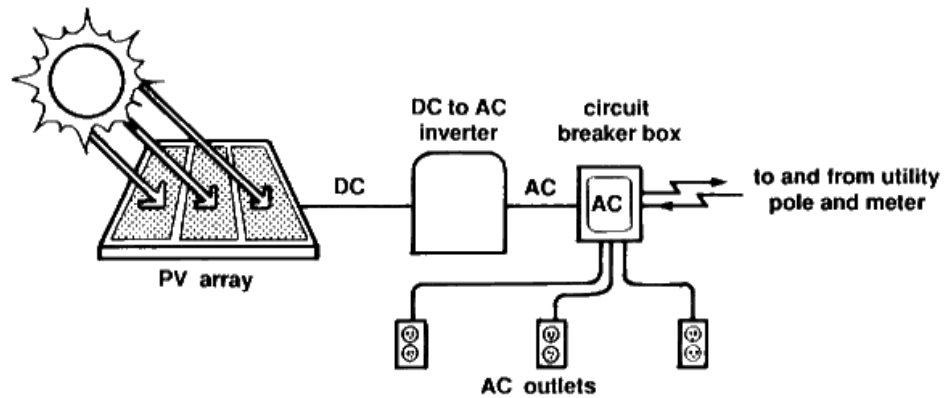 DC to AC
inverter
circuit
breaker box
DC
AC
AC
to and from utility
pole and meter
PV array
AC outlets